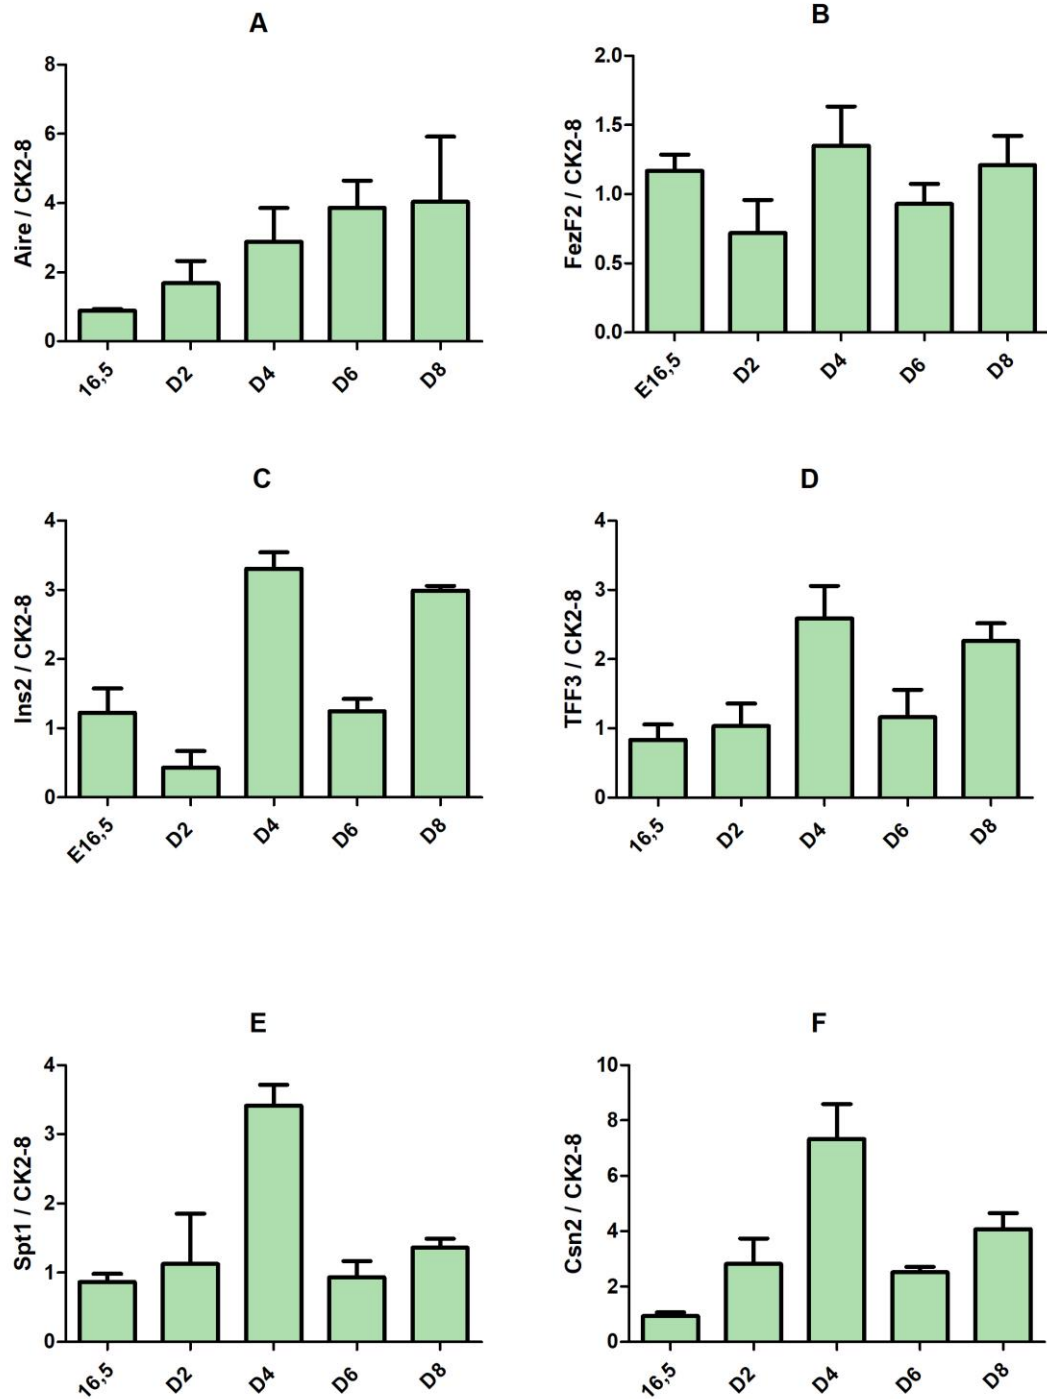 A
Aire / CK2-8
8
6
4
2
0
16,5
D2
D4
D6
D8
B
FezF2 / CK2-8
2.0
1.5
1.0
0.5
0.0
E16,5
D2
D4
D6
D8
C
Ins2 / CK2-8
4
3
2
1
0
E16,5
D2
D4
D6
D8
D
TFF3 / CK2-8
4
3
2
1
0
16,5
D2
D4
D6
D8
E
Spt1 / CK2-8
4
3
2
1
0
16,5
D2
D4
D6
D8
F
Csn2 / CK2-8
10
8
6
4
2
0
16,5
D2
D4
D6
D8